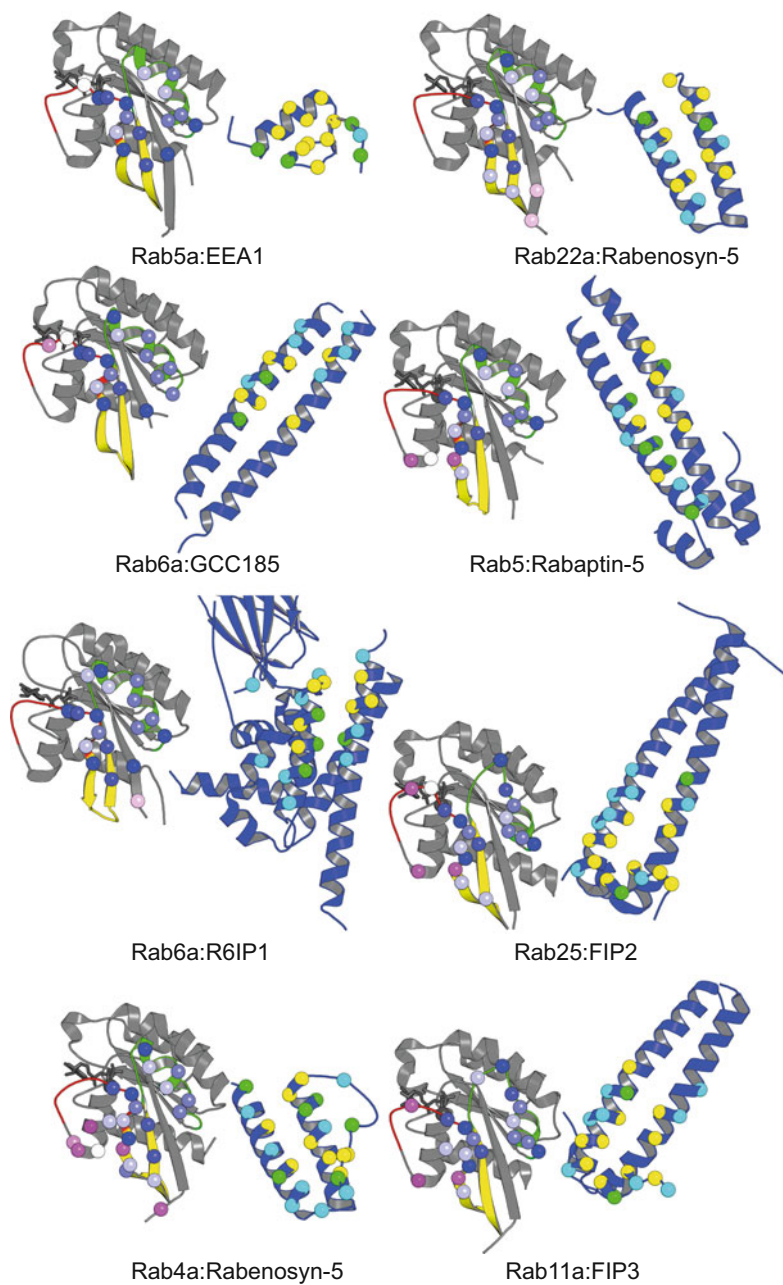 Rab5a:EEA1
Rab22a:Rabenosyn-5
Rab6a:GCC185
Rab5:Rabaptin-5
Rab6a:R6IP1
Rab25:FIP2
Rab4a:Rabenosyn-5
Rab11a:FIP3